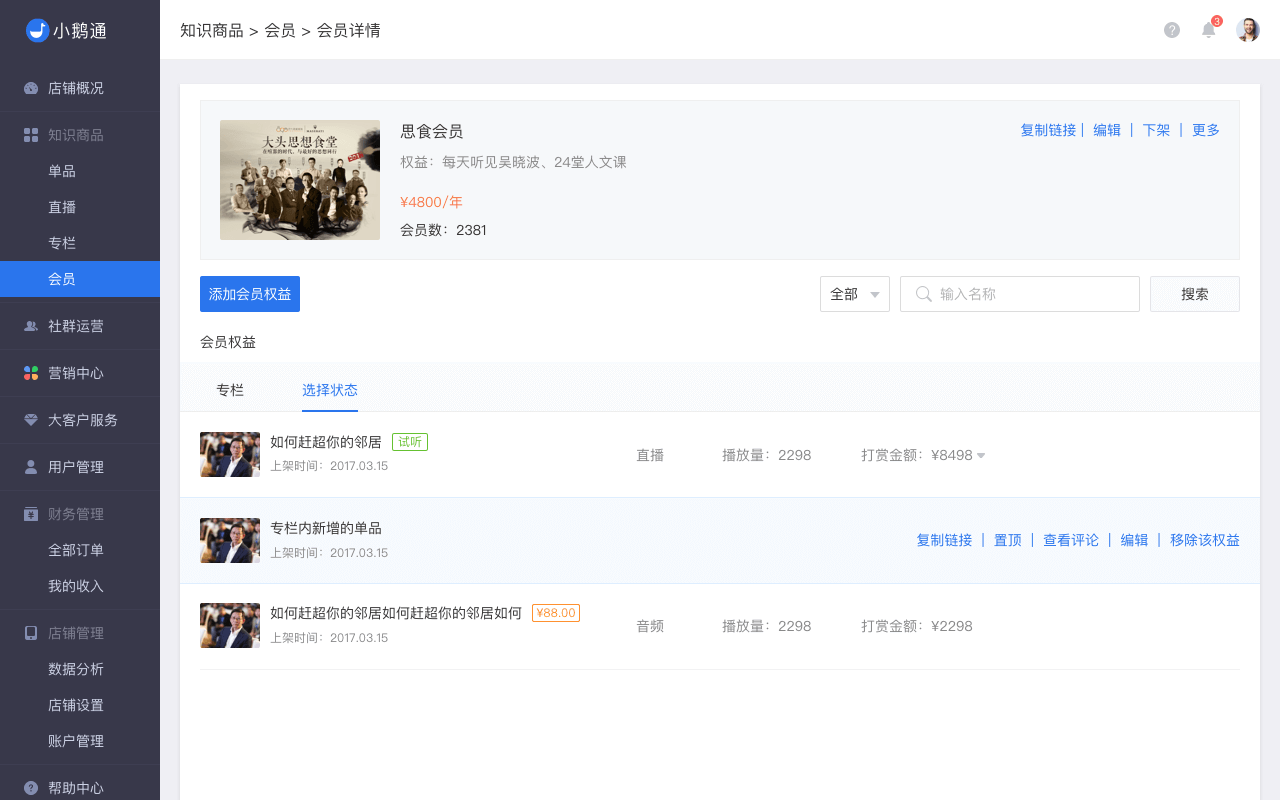 小鹅通
知识商品 > 会员 > 会员详情
3
店铺概况
知识商品
单品
直播
专栏
会员
社群运营
营销中心
大客户服务
用户管理
财务管理
全部订单
我的收入
店铺管理
数据分析
店铺设置
账户管理
帮助中心
大头思想食堂
思食会员
复制链接 | 编辑 | 下架 | 更多
权益：每天听见吴晓波、24堂人文课
¥4800/年
会员数：2381
添加会员权益
全部
输入名称
搜索
会员权益
专栏 选择状态
如何赶超你的邻居 试听
上架时间：2017.03.15
直播 播放量：2298 打赏金额：¥8498
专栏内新增的单品
上架时间：2017.03.15
复制链接 | 置顶 | 查看评论 | 编辑 | 移除该权益
如何赶超你的邻居如何赶超你的邻居如何 ¥88.00
上架时间：2017.03.15
音频 播放量：2298 打赏金额：¥2298